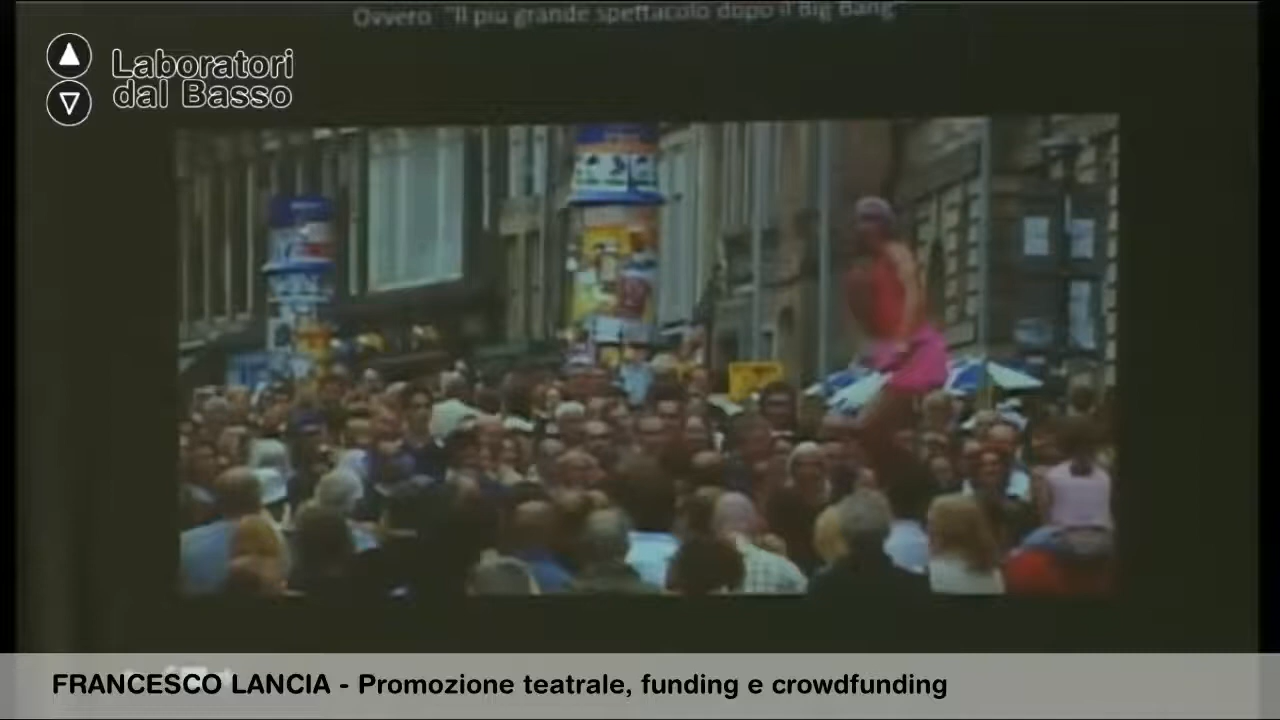 Ovvero "Il più grande spettacolo dopo il Big Bang"
Laboratori
dal Basso
FRANCESCO LANCIA - Promozione teatrale, funding e crowdfunding